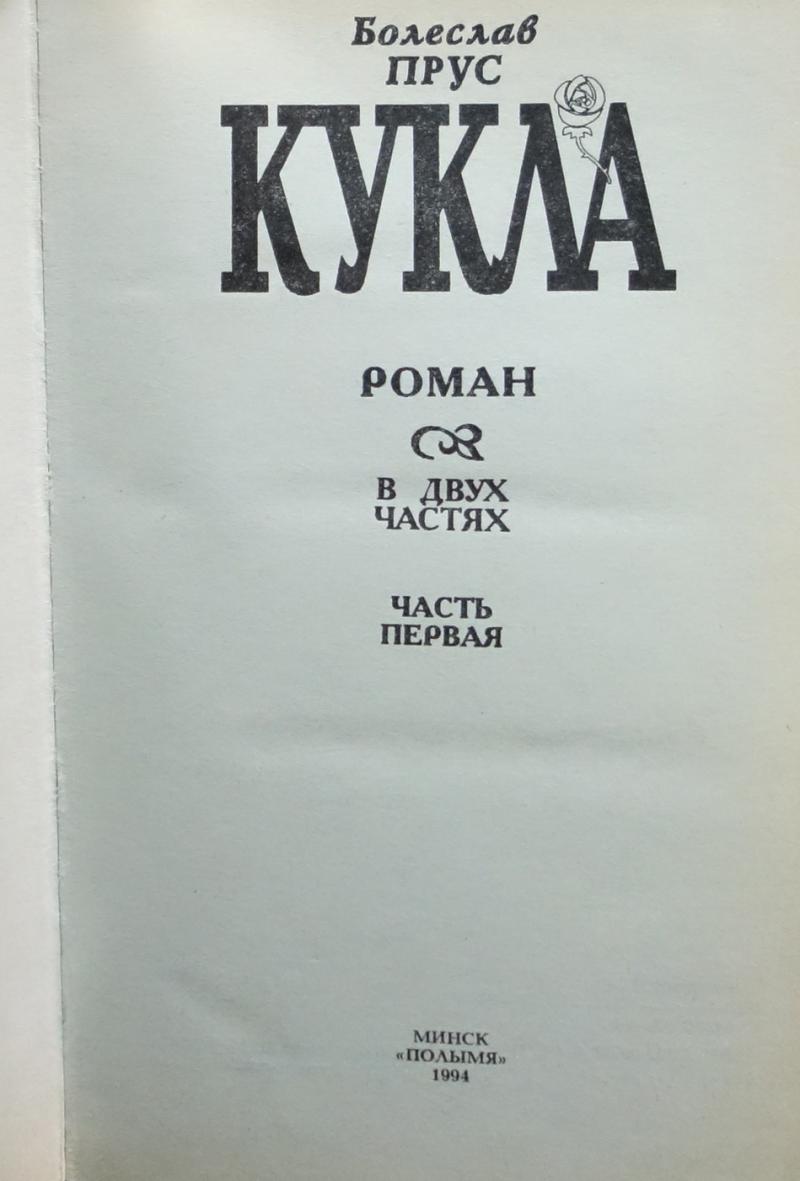 Болеслав
ПРУС
КУКЛА
РОМАН
В ДВУХ
ЧАСТЯХ
ЧАСТЬ
ПЕРВАЯ
МИНСК
«ПОЛЫМЯ»
1994